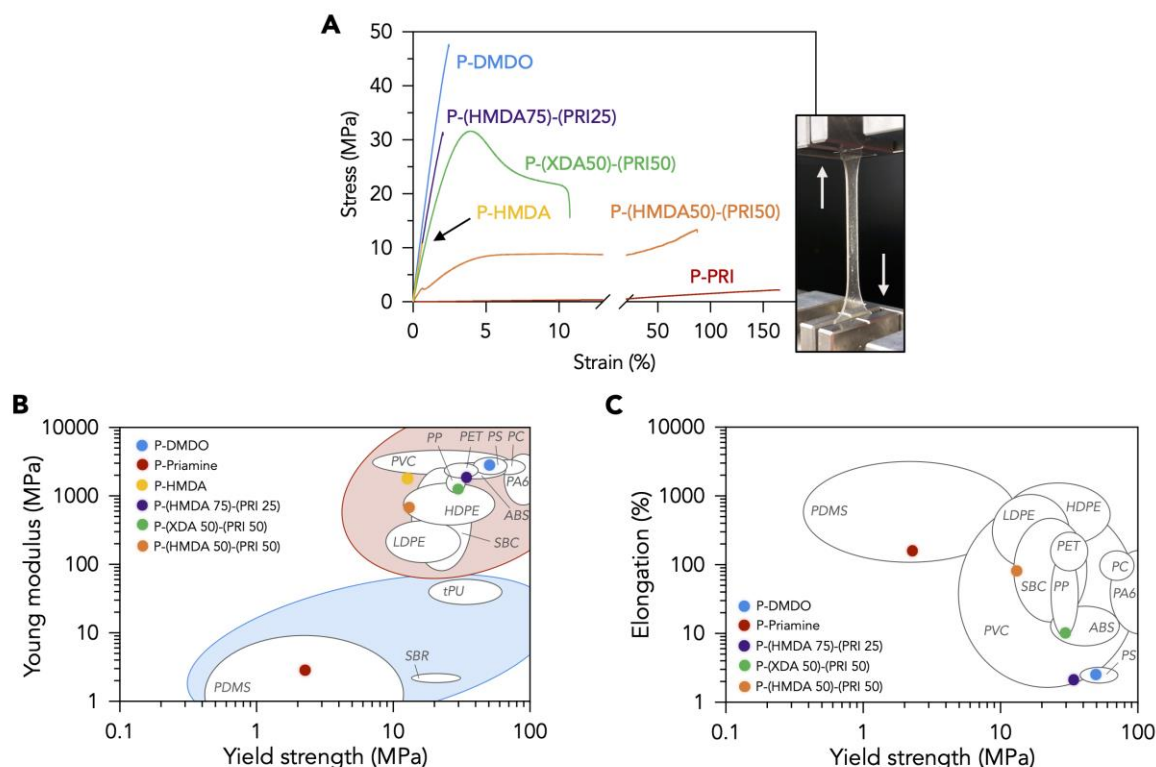 A
Stress (MPa)
50
40
30
20
10
0
P-DMDO
P-(HMDA75)-(PRI25)
P-(XDA50)-(PRI50)
P-HMDA
P-(HMDA50)-(PRI50)
P-PRI
0 5 10 50 100 150
Strain (%)
B
Young modulus (MPa)
10000
1000
100
10
1
P-DMDO
P-Priamine
P-HMDA
P-(HMDA 75)-(PRI 25)
P-(XDA 50)-(PRI 50)
P-(HMDA 50)-(PRI 50)
PP PET PS PC
PVC
PA6
HDPE
ABS
LDPE
SBC
tPU
SBR
PDMS
0.1 1 10 100
Yield strength (MPa)
C
Elongation (%)
10000
1000
100
10
1
PDMS
LDPE
HDPE
PET
PC
SBC
PP
PA6
PVC
ABS
PS
P-DMDO
P-Priamine
P-(HMDA 75)-(PRI 25)
P-(XDA 50)-(PRI 50)
P-(HMDA 50)-(PRI 50)
0.1 1 10 100
Yield strength (MPa)